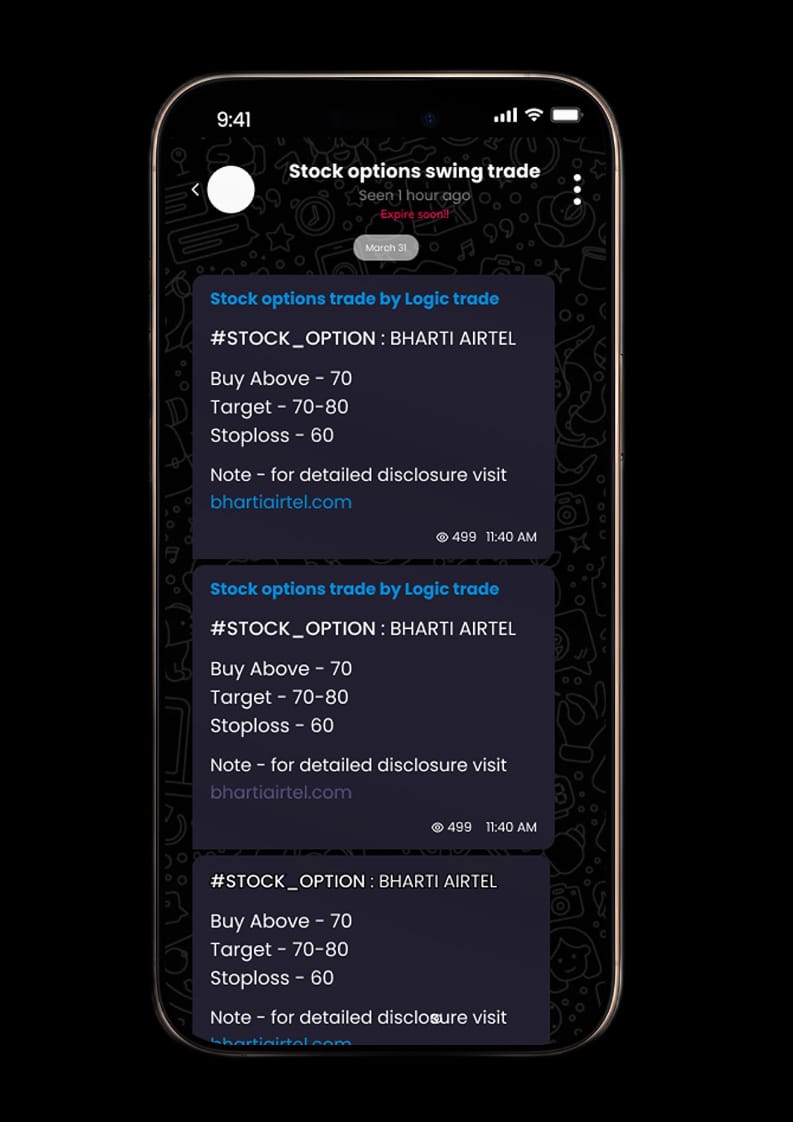 9:41
Stock options swing trade
Seen 1 hour ago
Expire soon!!
March 31
Stock options trade by Logic trade
#STOCK_OPTION : BHARTI AIRTEL
Buy Above - 70
Target - 70-80
Stoploss - 60
Note - for detailed disclosure visit
bhartiairtel.com
499 11:40 AM
Stock options trade by Logic trade
#STOCK_OPTION : BHARTI AIRTEL
Buy Above - 70
Target - 70-80
Stoploss - 60
Note - for detailed disclosure visit
bhartiairtel.com
499 11:40 AM
#STOCK_OPTION : BHARTI AIRTEL
Buy Above - 70
Target - 70-80
Stoploss - 60
Note - for detailed disclosure visit
bhartiairtel.com